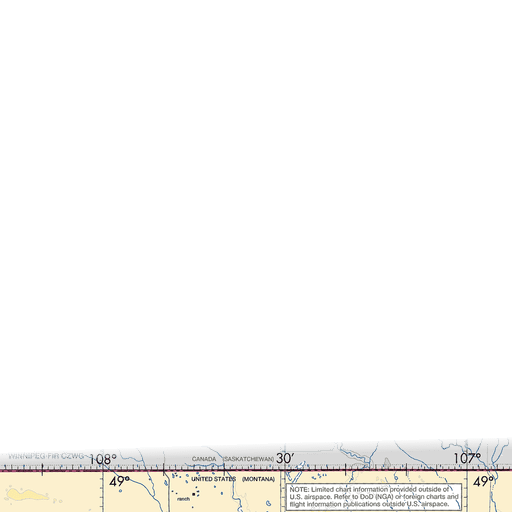 WINNIPEG FIR CZWG
108° CANADA (SASKATCHEWAN) 30' 107°
49° UNITED STATES (MONTANA) 49°
ranch
NOTE: Limited chart information provided outside of
U.S. airspace. Refer to DoD (NGA) or foreign charts and
flight information publications outside U.S. airspace.